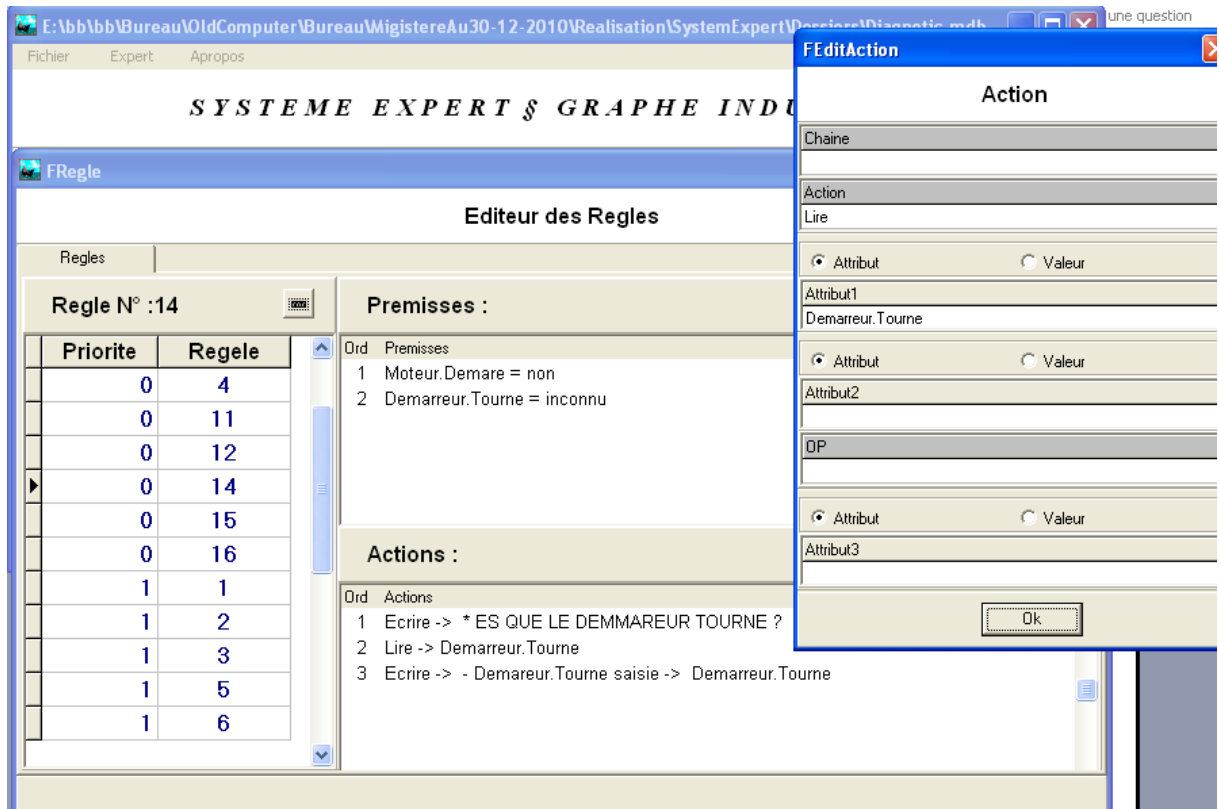 E:\bb\bb\Bureau\OldComputer\Bureau\MigistereAu30-12-2010\Realisation\SystemExpert\Dossiers\Diagnotic.mdb
une question
Fichier Expert Apropos
SYSTEME EXPERT § GRAPHE INDU
FRegle
Editeur des Regles
Regles
Regle N° :14
Priorite Regele
0 4
0 11
0 12
0 14
0 15
0 16
1 1
1 2
1 3
1 5
1 6
Premisses :
Ord Premisses
1 Moteur.Demare = non
2 Demarreur.Tourne = inconnu
Actions :
Ord Actions
1 Ecrire -> * ES QUE LE DEMMAREUR TOURNE ?
2 Lire -> Demarreur.Tourne
3 Ecrire -> - Demareur.Tourne saisie -> Demarreur.Tourne
FEditAction
Action
Chaine
Action
Lire
Attribut Valeur
Attribut1
Demarreur.Tourne
Attribut Valeur
Attribut2
OP
Attribut Valeur
Attribut3
Ok